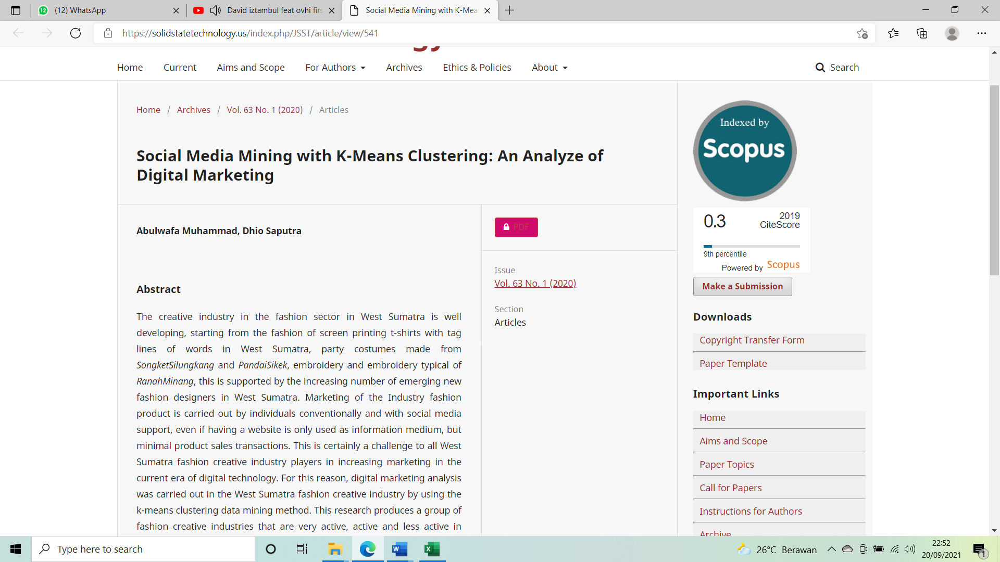 (12) WhatsApp
David iztambul feat ovhi firs
Social Media Mining with K-Mea
https://solidstatetechnology.us/index.php/JSST/article/view/541
Home Current Aims and Scope For Authors Archives Ethics & Policies About Search
Home / Archives / Vol. 63 No. 1 (2020) / Articles
Social Media Mining with K-Means Clustering: An Analyze of
Digital Marketing
Abulwafa Muhammad, Dhio Saputra
Abstract
The creative industry in the fashion sector in West Sumatra is well
developing, starting from the fashion of screen printing t-shirts with tag
lines of words in West Sumatra, party costumes made from
SongketSilungkang and PandaiSikek, embroidery and embroidery typical of
RanahMinang, this is supported by the increasing number of emerging new
fashion designers in West Sumatra. Marketing of the Industry fashion
product is carried out by individuals conventionally and with social media
support, even if having a website is only used as information medium, but
minimal product sales transactions. This is certainly a challenge to all West
Sumatra fashion creative industry players in increasing marketing in the
current era of digital technology. For this reason, digital marketing analysis
was carried out in the West Sumatra fashion creative industry by using the
k-means clustering data mining method. This research produces a group of
fashion creative industries that are very active, active and less active in
PDF
Issue
Vol. 63 No. 1 (2020)
Section
Articles
Indexed by
Scopus
0.3
2019
CiteScore
9th percentile
Powered by Scopus
Make a Submission
Downloads
Copyright Transfer Form
Paper Template
Important Links
Home
Aims and Scope
Paper Topics
Call for Papers
Instructions for Authors
Archive
Type here to search
26°C Berawan
22:52
20/09/2021
1